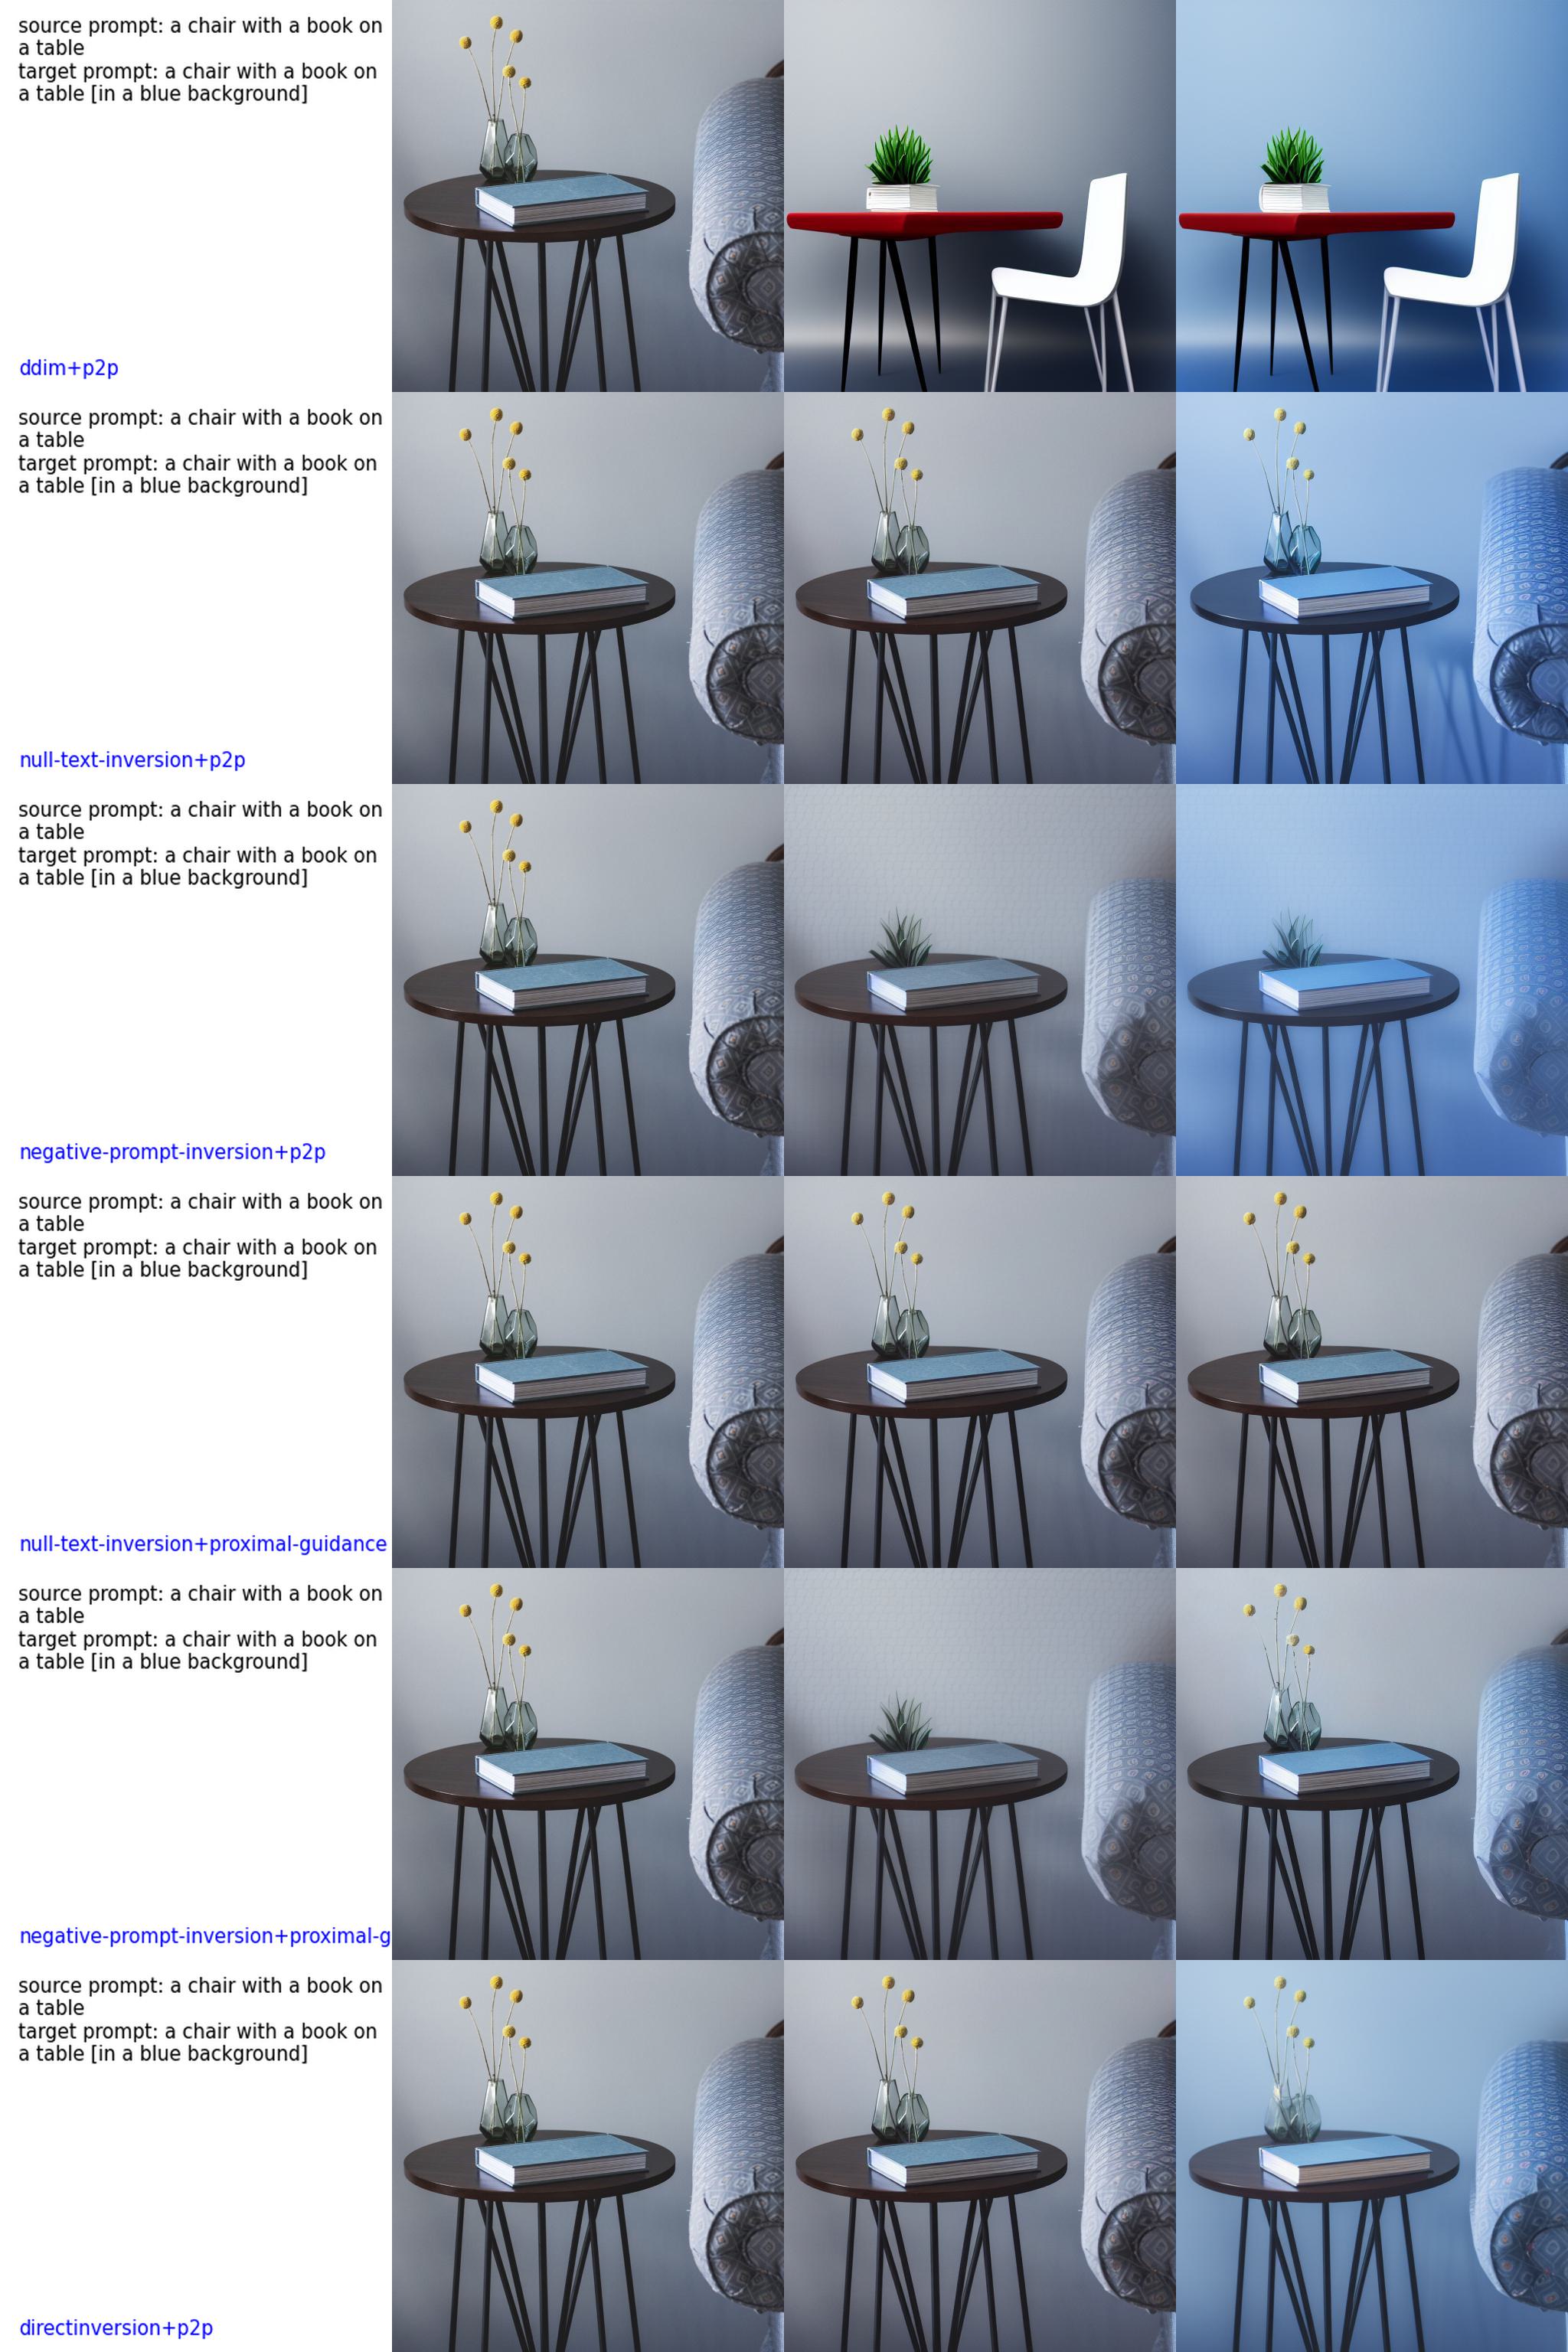 source prompt: a chair with a book on
a table
target prompt: a chair with a book on
a table [in a blue background]
ddim+p2p
source prompt: a chair with a book on
a table
target prompt: a chair with a book on
a table [in a blue background]
null-text-inversion+p2p
source prompt: a chair with a book on
a table
target prompt: a chair with a book on
a table [in a blue background]
negative-prompt-inversion+p2p
source prompt: a chair with a book on
a table
target prompt: a chair with a book on
a table [in a blue background]
null-text-inversion+proximal-guidance
source prompt: a chair with a book on
a table
target prompt: a chair with a book on
a table [in a blue background]
negative-prompt-inversion+proximal-g
source prompt: a chair with a book on
a table
target prompt: a chair with a book on
a table [in a blue background]
directinversion+p2p